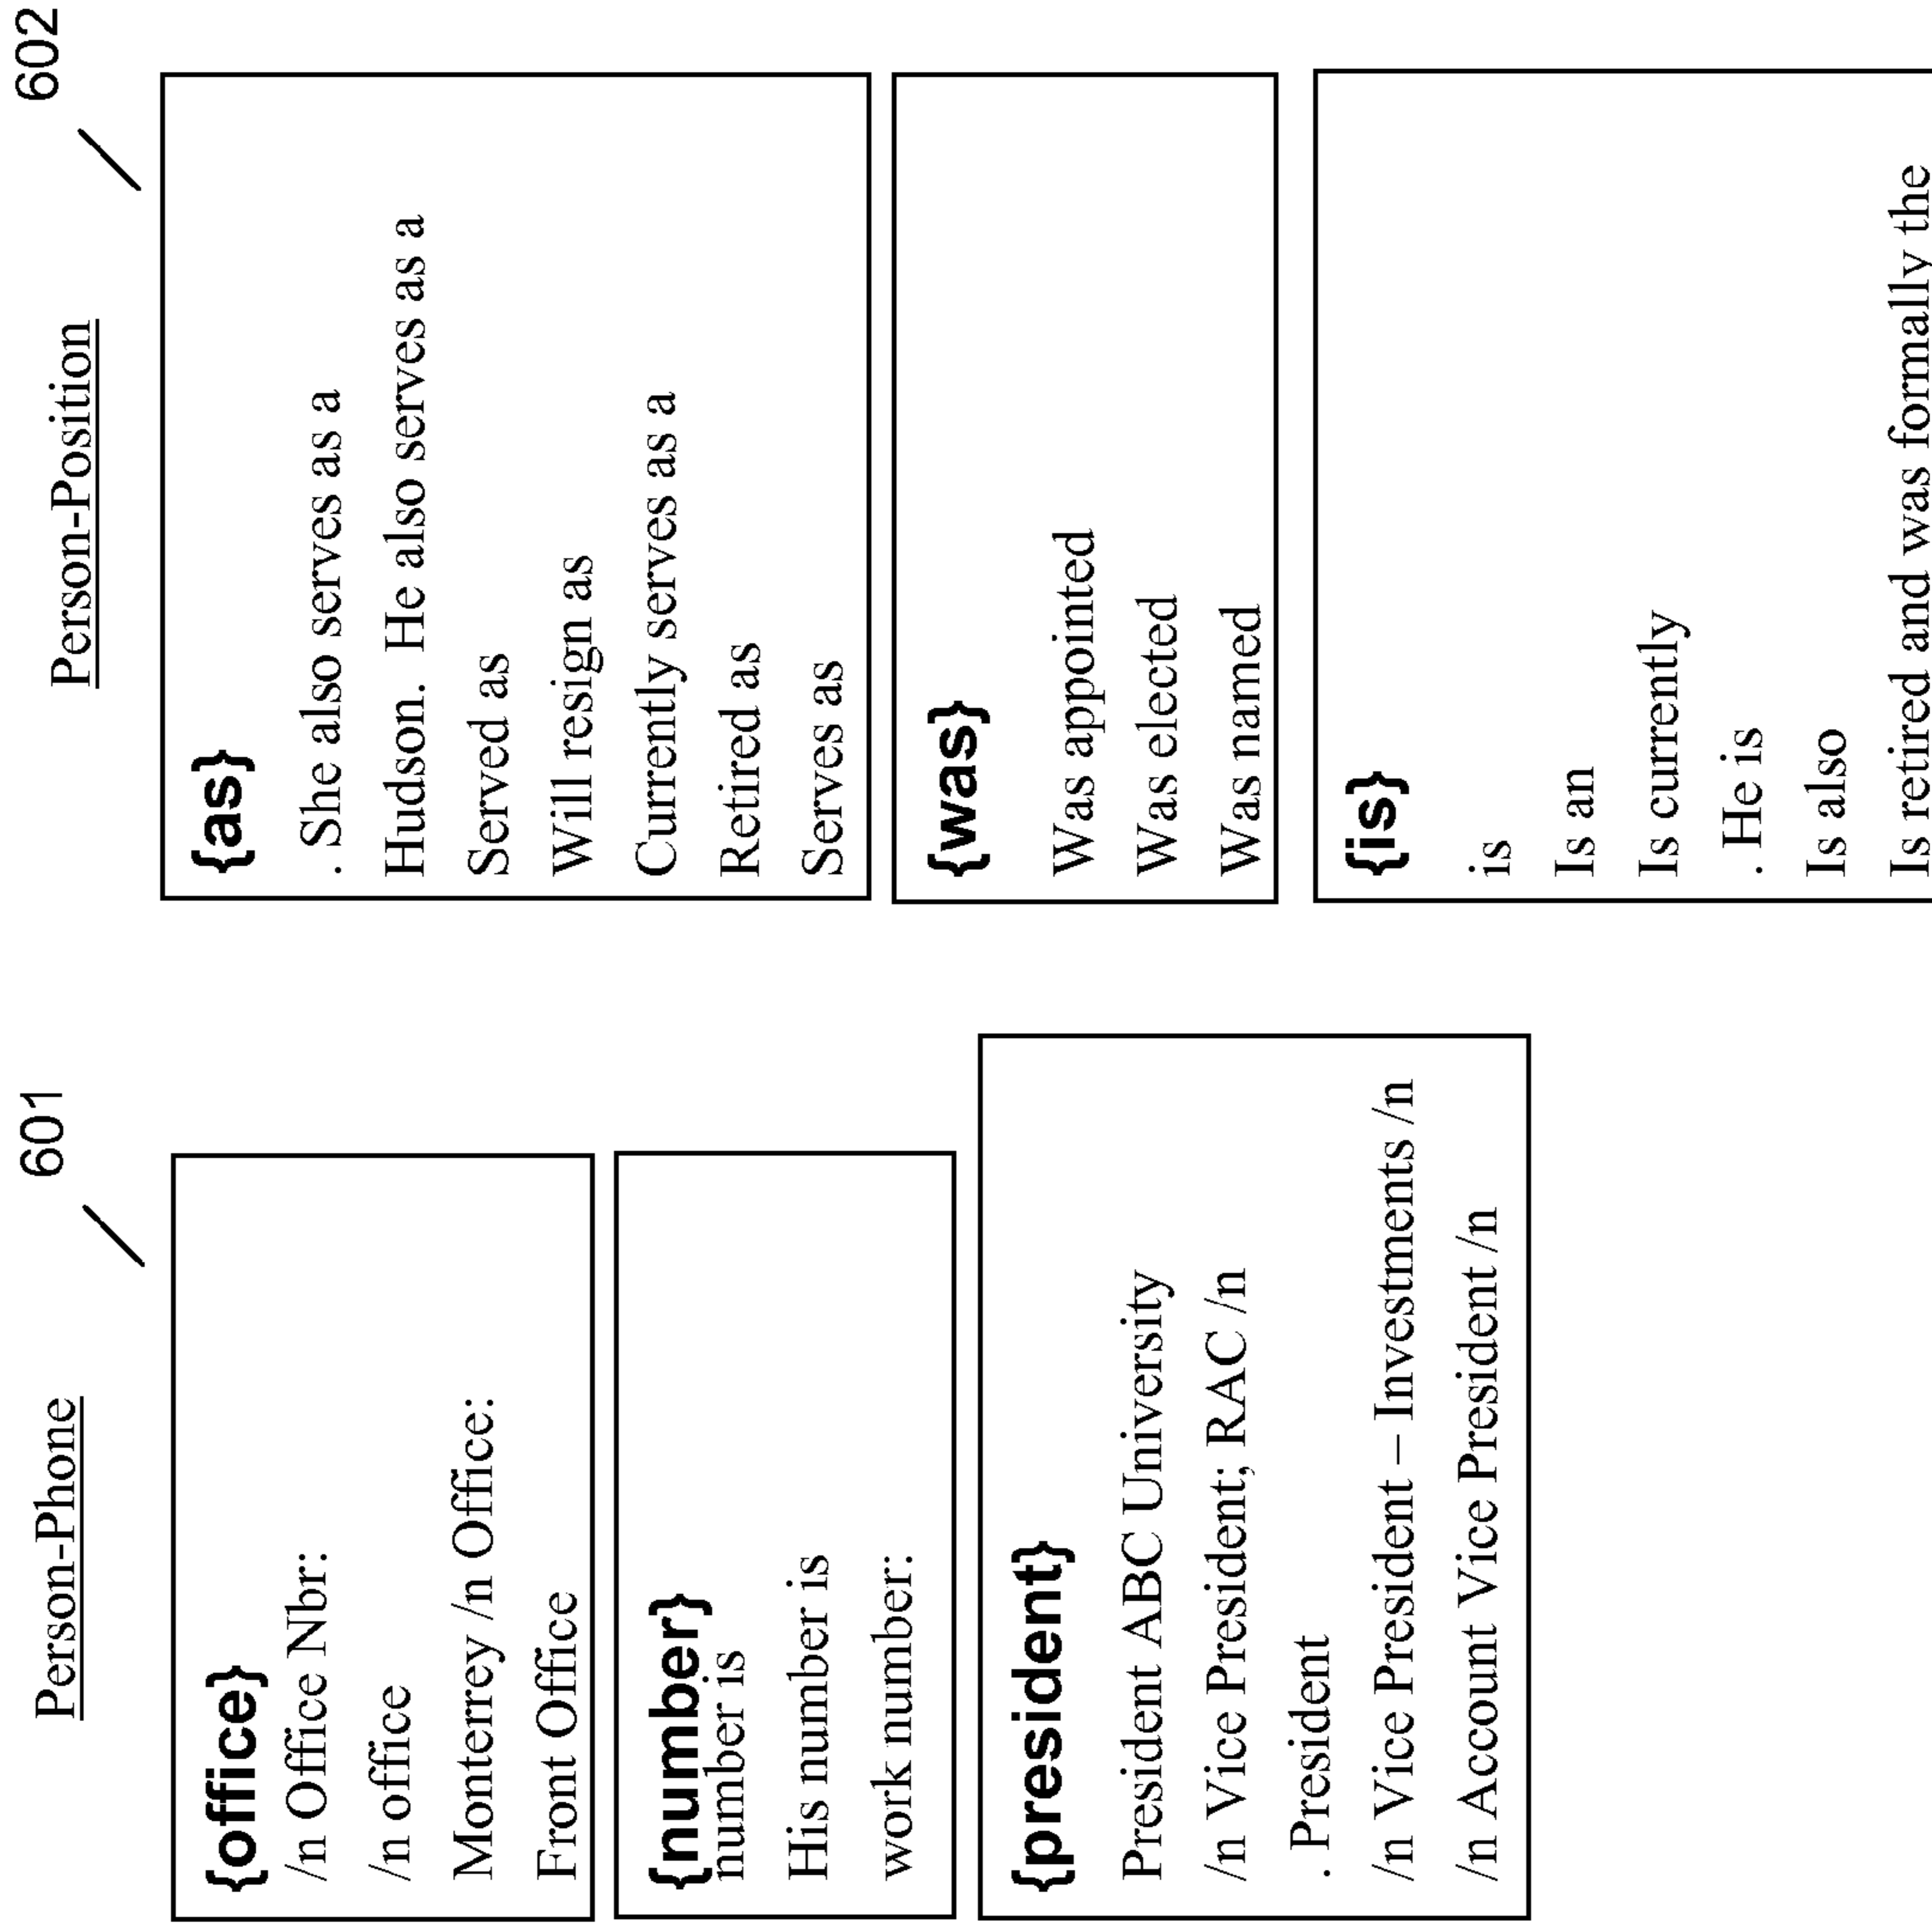 Person-Phone
601
{office}
/n Office Nbr:
/n office
Monterrey /n Office:
Front Office
{number}
number is
His number is
work number:
{president}
President ABC University
/n Vice President; RAC /n
. President
/n Vice President – Investments /n
/n Account Vice President /n
Person-Position
602
{as}
. She also serves as a
Hudson.  He also serves as a
Served as
Will resign as
Currently serves as a
Retired as
Serves as
{was}
Was appointed
Was elected
Was named
{is}
is
Is an
Is currently
. He is
Is also
Is retired and was formally the